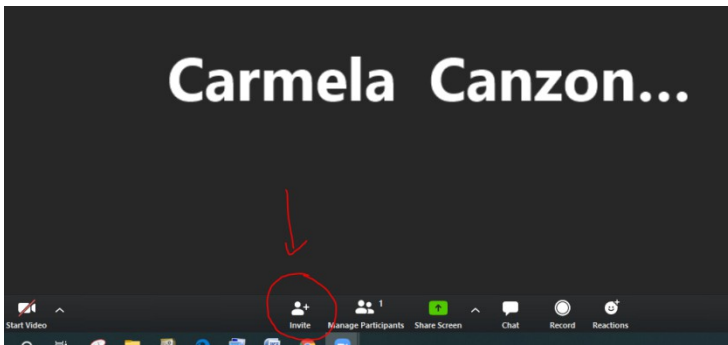 Carmela Canzon...
1
Start Video Invite Manage Participants Share Screen Chat Record Reactions